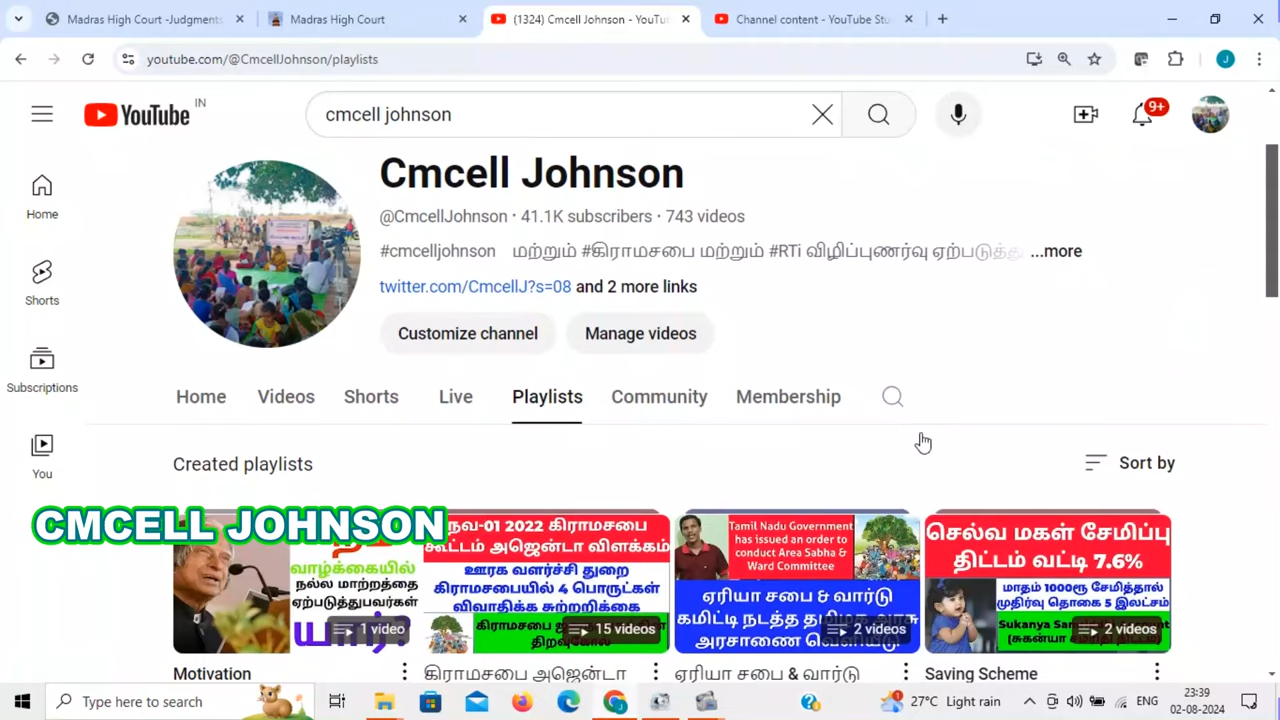 Madras High Court -Judgments
Madras High Court
(1324) Cmcell Johnson - YouTu
Channel content - YouTube Stu
youtube.com/@CmcellJohnson/playlists
J
YouTube IN
cmcell johnson
9+
Home
Shorts
Subscriptions
You
Cmcell Johnson
@CmcellJohnson · 41.1K subscribers · 743 videos
#cmcelljohnson மற்றும் #கிராமசபை மற்றும் #RTi விழிப்புணர்வு ஏற்படுத்து ...more
twitter.com/CmcellJ?s=08 and 2 more links
Customize channel
Manage videos
Home
Videos
Shorts
Live
Playlists
Community
Membership
Created playlists
Sort by
CMCELL JOHNSON
வாழ்க்கையில்
நல்ல மாற்றத்தை
ஏற்படுத்துபவர்கள்
யார்?
1 video
Motivation
நவ-01 2022 கிராமசபை
கூட்டம் அஜெண்டா விளக்கம்
ஊரக வளர்ச்சி துறை
கிராமசபையில் 4 பொருட்கள்
விவாதிக்க சுற்றறிக்கை
15 videos
கிராமசபை அஜெண்டா
Tamil Nadu Government
has issued an order to
conduct Area Sabha &
Ward Committee
ஏரியா சபை & வார்டு
கமிட்டி நடத்த தமிழக அரசு
அரசாணை வெளியீடு
2 videos
ஏரியா சபை & வார்டு
செல்வ மகள் சேமிப்பு
திட்டம் வட்டி 7.6%
மாதம் 1000ரூ சேமித்தால்
முதிர்வு தொகை 5 இலட்சம்
2 videos
Saving Scheme
Type here to search
27°C Light rain
ENG
23:39
02-08-2024